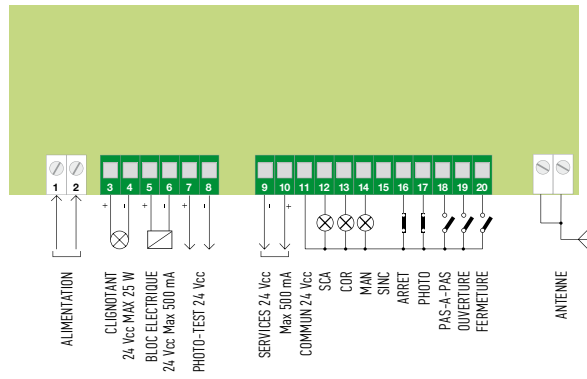 1 2
3 4 5 6 7 8
9 10 11 12 13 14 15 16 17 18 19 20
+ - + - + -
- +
ALIMENTATION
CLIGNOTANT
24 Vcc MAX 25 W
BLOC ELECTRIQUE
24 Vcc Max 500 mA
PHOTO-TEST 24 Vcc
SERVICES 24 Vcc
Max 500 mA
COMMUN 24 Vcc
SCA
COR
MAN
SINC
ARRET
PHOTO
PAS-A-PAS
OUVERTURE
FERMETURE
ANTENNE